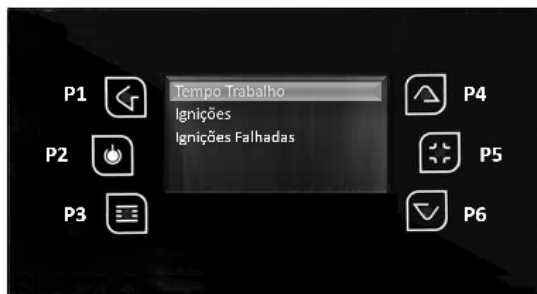 P1
Tempo Trabalho
P4
Ignições
Ignições Falhadas
P2
P5
P3
P6